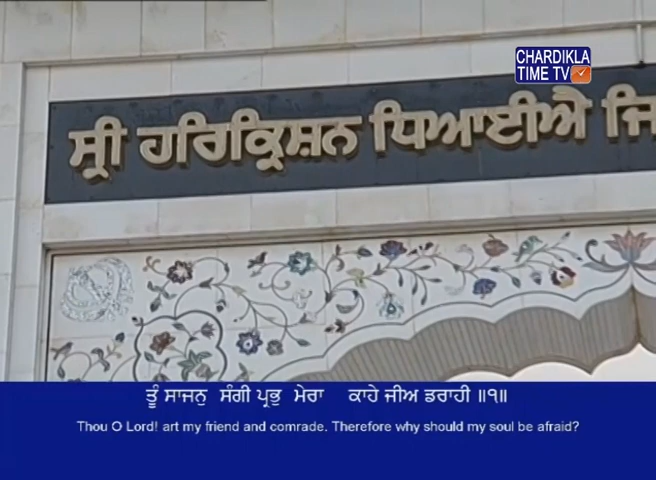 CHARDIKLA
TIME TV
ਸ੍ਰੀ ਹਰਿਕ੍ਰਿਸ਼ਨ ਧਿਆਈਐ ਜਿ
ਤੂੰ ਸਾਜਨੁ ਸੰਗੀ ਪ੍ਰਭੁ ਮੇਰਾ ਕਾਹੇ ਜੀਅ ਡਰਾਹੀ ॥੧॥
Thou O Lord! art my friend and comrade. Therefore why should my soul be afraid?